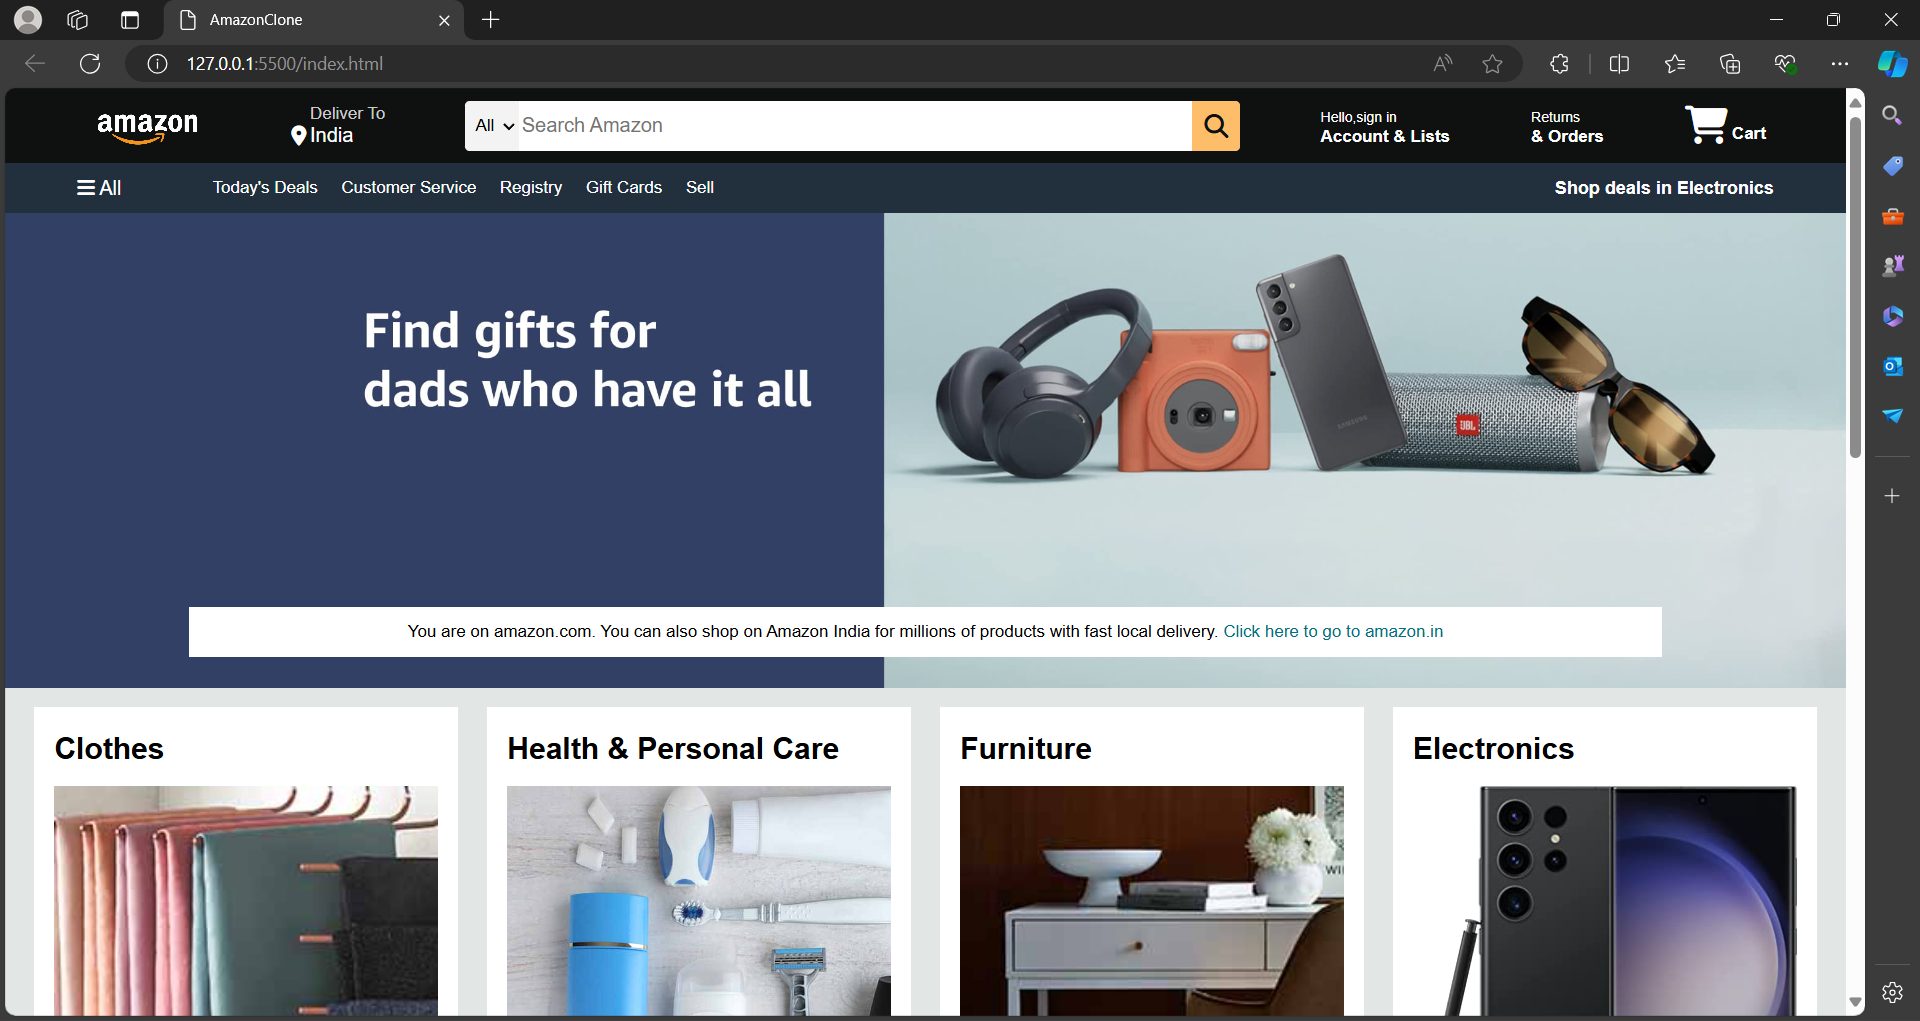 AmazonClone
127.0.0.1:5500/index.html
amazon
Deliver To
India
All
Search Amazon
Hello,sign in
Account & Lists
Returns
& Orders
Cart
All
Today's Deals
Customer Service
Registry
Gift Cards
Sell
Shop deals in Electronics
Find gifts for
dads who have it all
SAMSUNG
JBL
You are on amazon.com. You can also shop on Amazon India for millions of products with fast local delivery. Click here to go to amazon.in
Clothes
Health & Personal Care
Furniture
Electronics